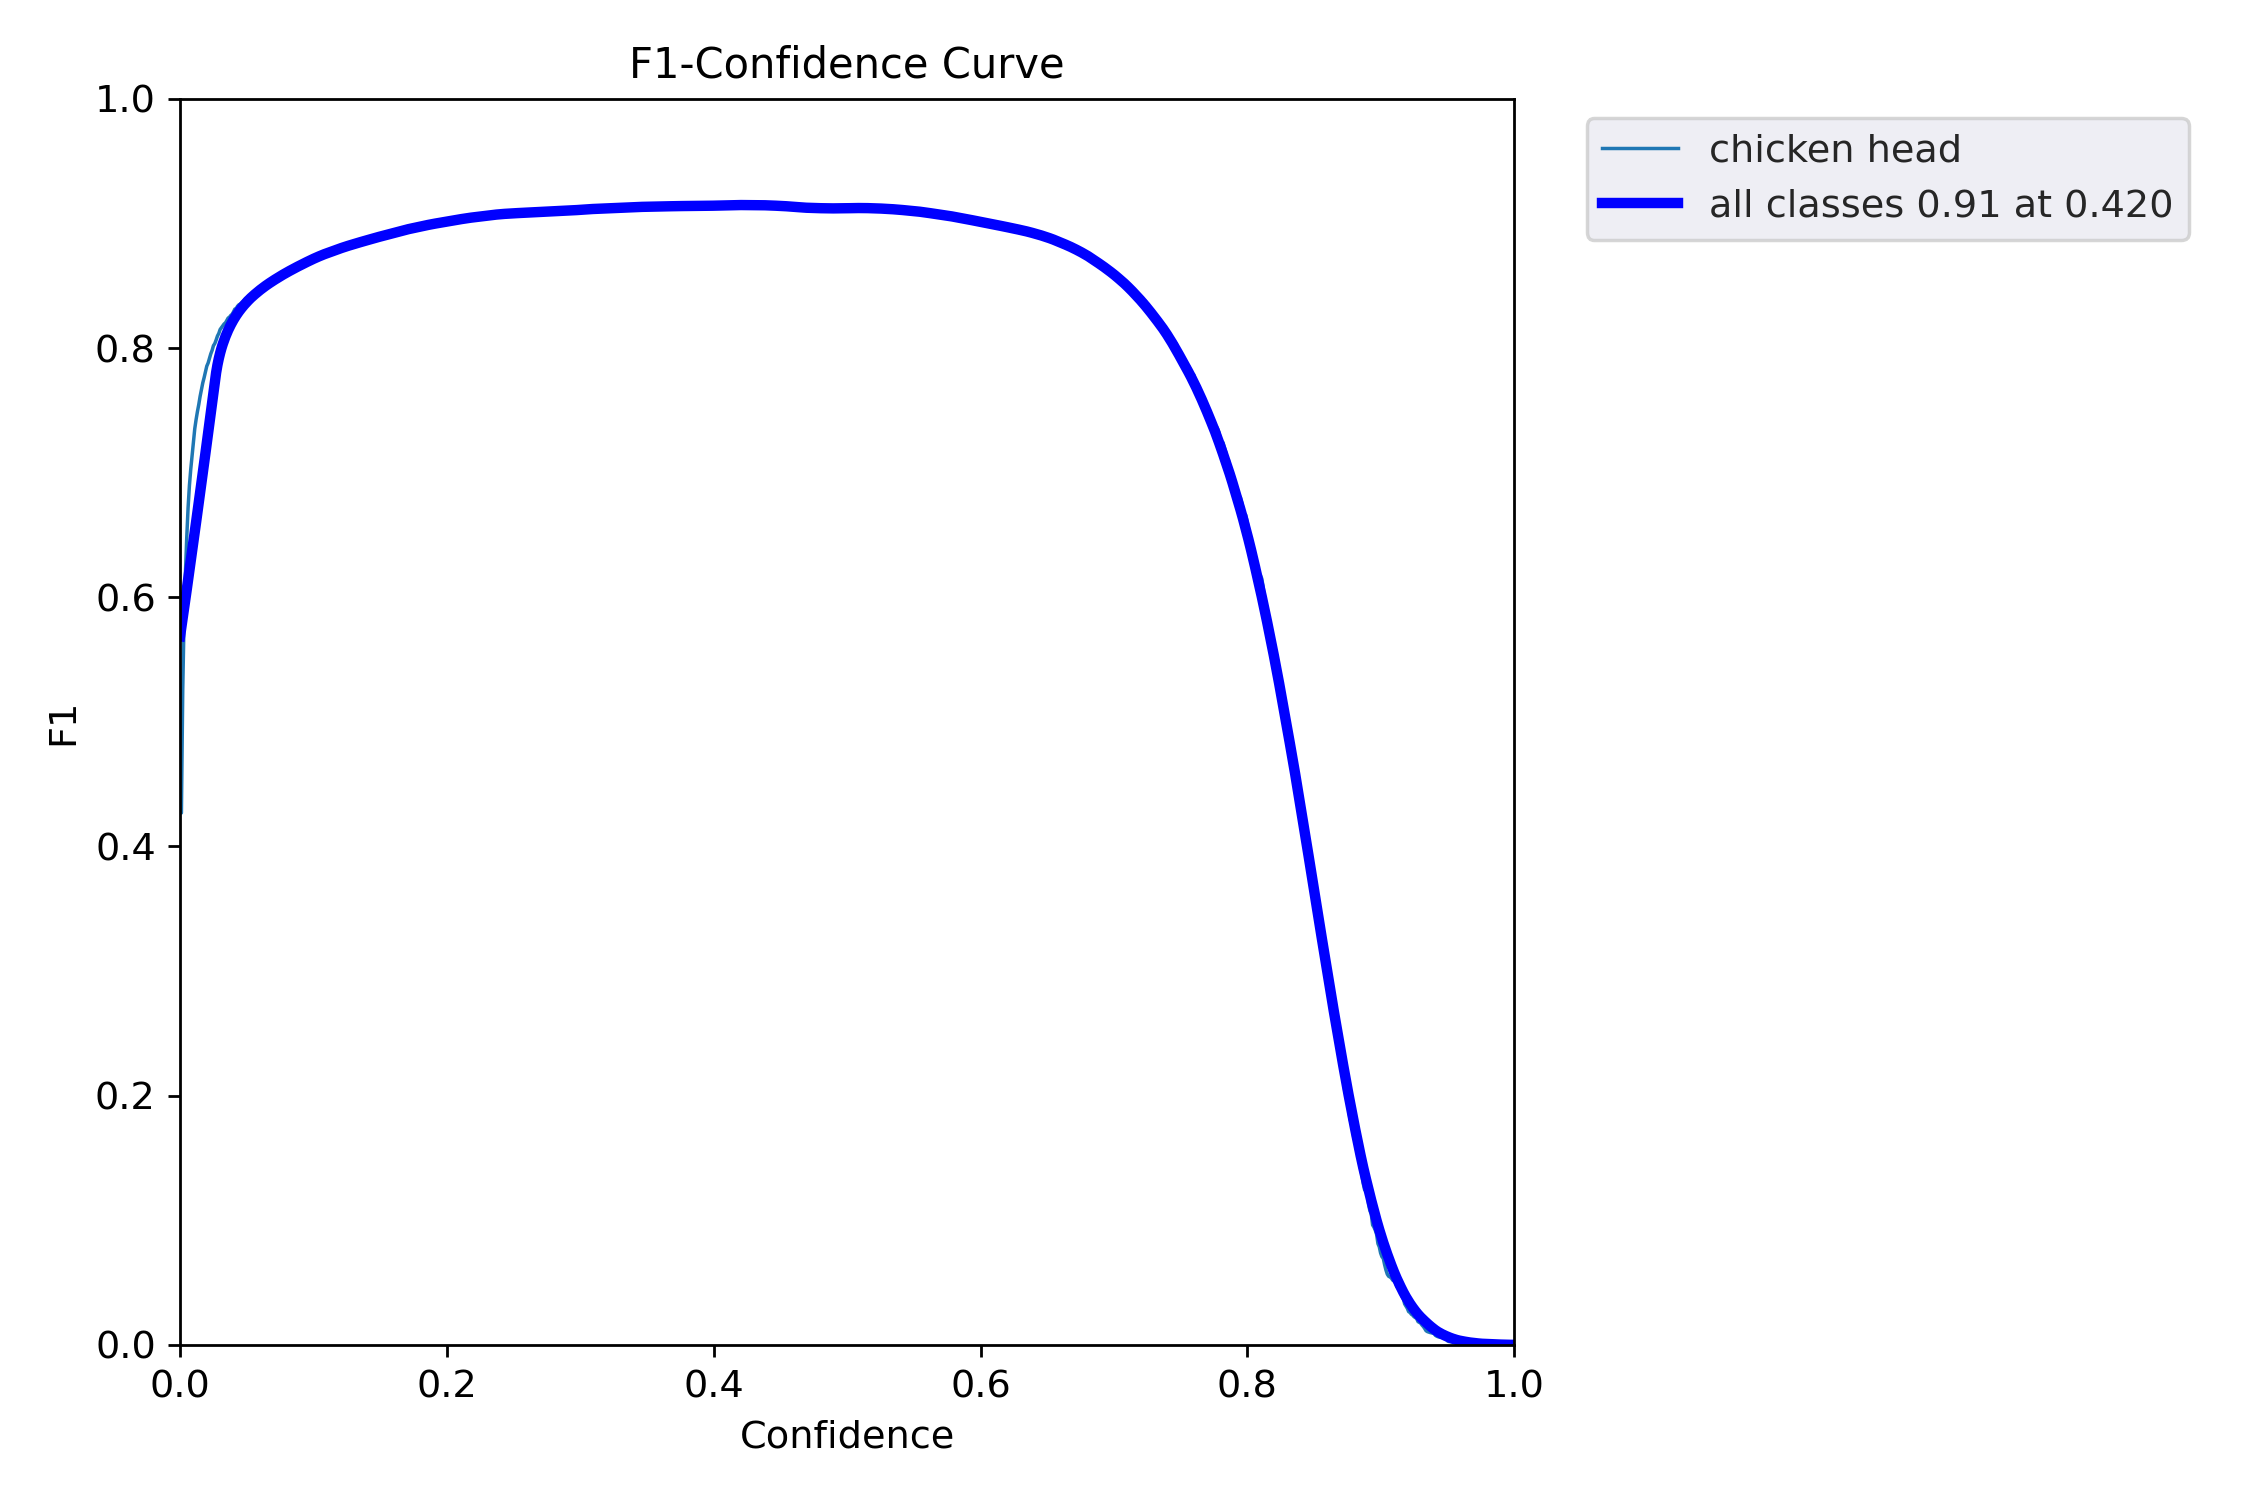 F1-Confidence Curve
1.0
0.8
0.6
0.4
0.2
0.0
F1
0.0 0.2 0.4 0.6 0.8 1.0
Confidence
chicken head
all classes 0.91 at 0.420